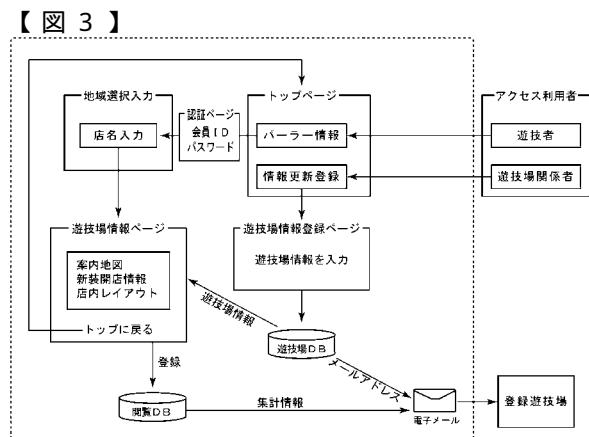 【図3】
地域選択入力
店名入力
認証ページ
会員ID
パスワード
トップページ
パーラー情報
情報更新登録
アクセス利用者
遊技者
遊技場関係者
遊技場情報ページ
案内地図
新装開店情報
店内レイアウト
トップに戻る
遊技場情報登録ページ
遊技場情報を入力
遊技場情報
遊技場DB
メールアドレス
登録
閲覧DB
集計情報
電子メール
登録遊技場